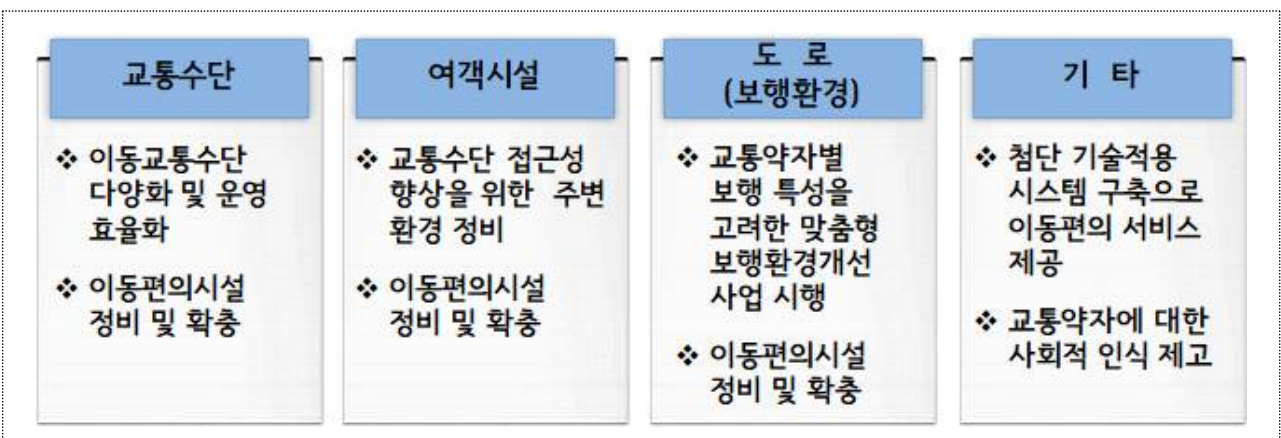 교통수단
❖ 이동교통수단
다양화 및 운영
효율화
❖ 이동편의시설
정비 및 확충
여객시설
❖ 교통수단 접근성
향상을 위한 주변
환경 정비
❖ 이동편의시설
정비 및 확충
도 로
(보행환경)
❖ 교통약자별
보행 특성을
고려한 맞춤형
보행환경개선
사업 시행
❖ 이동편의시설
정비 및 확충
기 타
❖ 첨단 기술적용
시스템 구축으로
이동편의 서비스
제공
❖ 교통약자에 대한
사회적 인식 제고